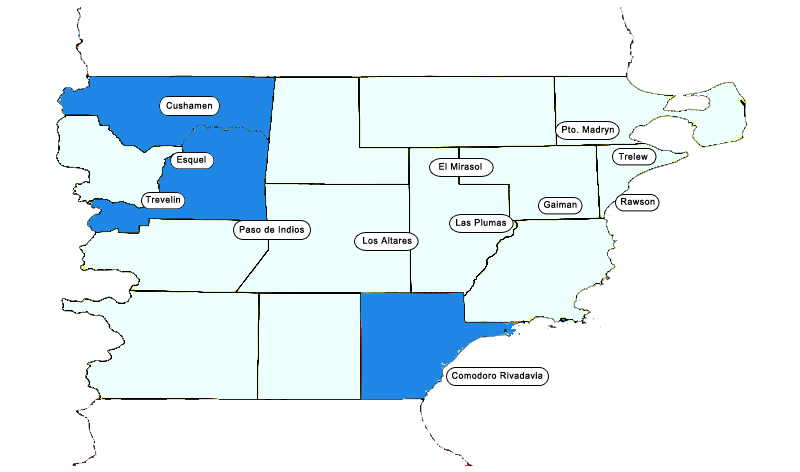 Cushamen
Pto. Madryn
Esquel
Trelew
El Mirasol
Trevelin
Gaiman
Rawson
Las Plumas
Paso de Indios
Los Altares
Comodoro Rivadavia